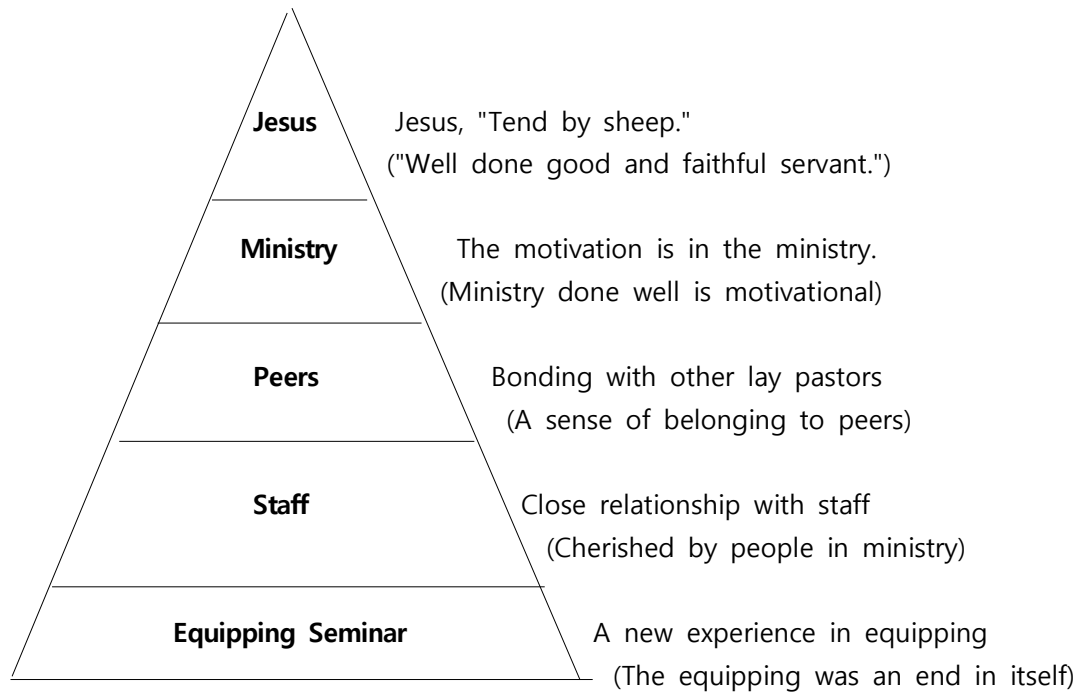 Jesus Jesus, "Tend by sheep."
("Well done good and faithful servant.")
Ministry The motivation is in the ministry.
(Ministry done well is motivational)
Peers Bonding with other lay pastors
(A sense of belonging to peers)
Staff Close relationship with staff
(Cherished by people in ministry)
Equipping Seminar A new experience in equipping
(The equipping was an end in itself)